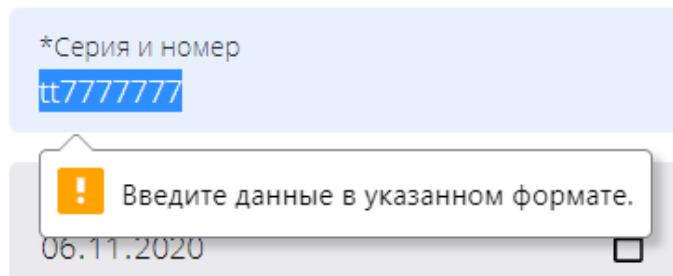 *Серия и номер
tt7777777
Введите данные в указанном формате.
06.11.2020